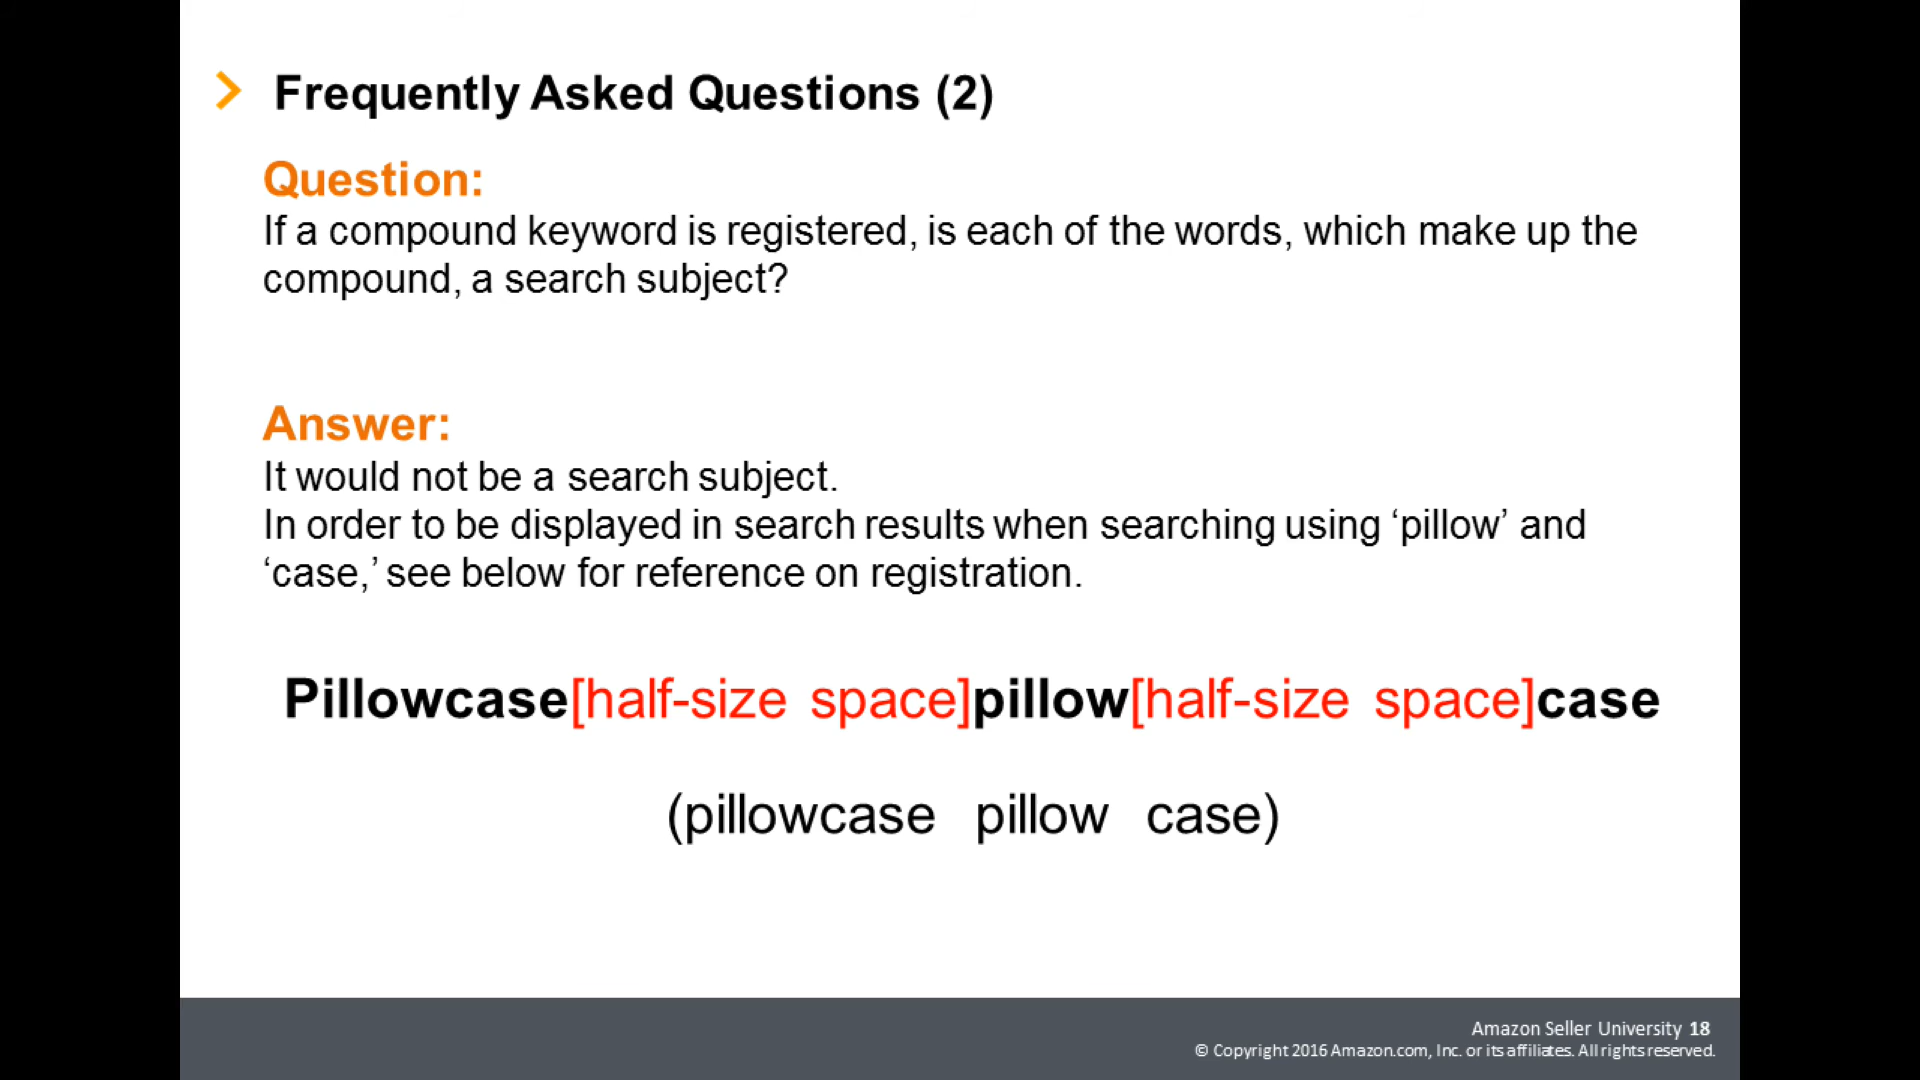 Frequently Asked Questions (2)
Question:
If a compound keyword is registered, is each of the words, which make up the
compound, a search subject?
Answer:
It would not be a search subject.
In order to be displayed in search results when searching using ‘pillow’ and
‘case,’ see below for reference on registration.
Pillowcase[half-size space]pillow[half-size space]case
(pillowcase pillow case)
Amazon Seller University 18
© Copyright 2016 Amazon.com, Inc. or its affiliates. All rights reserved.